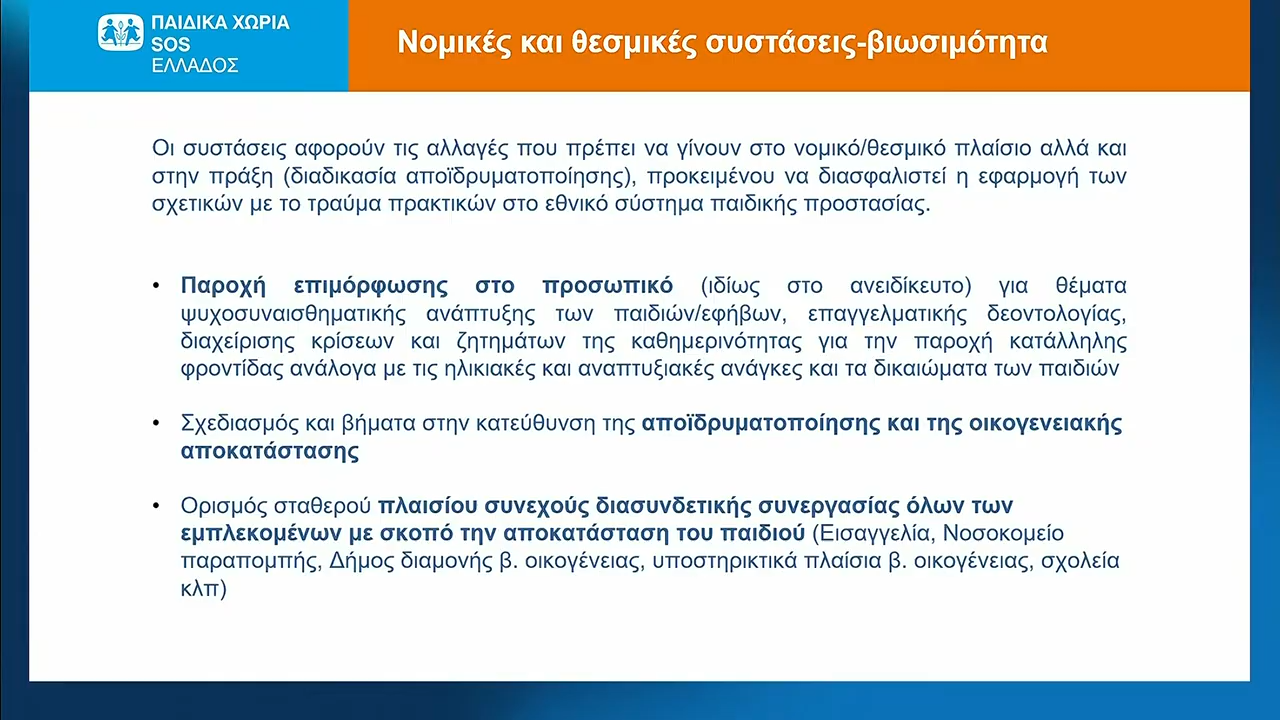 ΠΑΙΔΙΚΑ ΧΩΡΙΑ
SOS
ΕΛΛΑΔΟΣ
Νομικές και θεσμικές συστάσεις-βιωσιμότητα
Οι συστάσεις αφορούν τις αλλαγές που πρέπει να γίνουν στο νομικό/θεσμικό πλαίσιο αλλά και
στην πράξη (διαδικασία αποϊδρυματοποίησης), προκειμένου να διασφαλιστεί η εφαρμογή των
σχετικών με το τραύμα πρακτικών στο εθνικό σύστημα παιδικής προστασίας.
• Παροχή επιμόρφωσης στο προσωπικό (ιδίως στο ανειδίκευτο) για θέματα
ψυχοσυναισθηματικής ανάπτυξης των παιδιών/εφήβων, επαγγελματικής δεοντολογίας,
διαχείρισης κρίσεων και ζητημάτων της καθημερινότητας για την παροχή κατάλληλης
φροντίδας ανάλογα με τις ηλικιακές και αναπτυξιακές ανάγκες και τα δικαιώματα των παιδιών
• Σχεδιασμός και βήματα στην κατεύθυνση της αποϊδρυματοποίησης και της οικογενειακής
αποκατάστασης
• Ορισμός σταθερού πλαισίου συνεχούς διασυνδετικής συνεργασίας όλων των
εμπλεκομένων με σκοπό την αποκατάσταση του παιδιού (Εισαγγελία, Νοσοκομείο
παραπομπής, Δήμος διαμονής β. οικογένειας, υποστηρικτικά πλαίσια β. οικογένειας, σχολεία
κλπ)